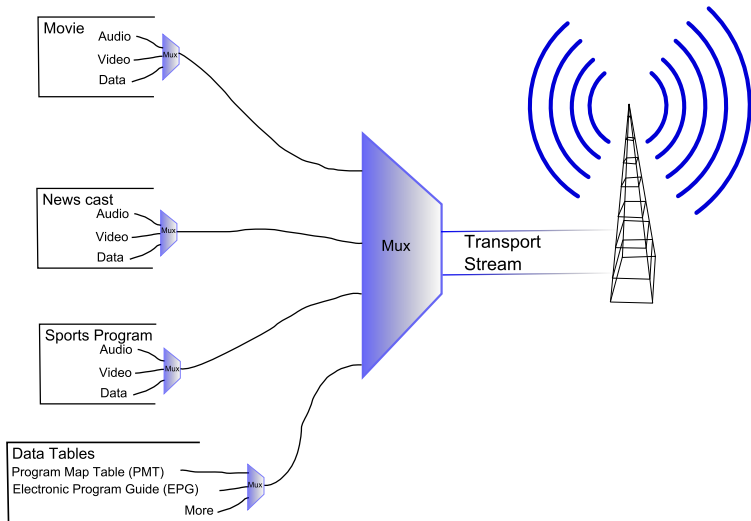 Movie
Audio
Video
Data
Mux
News cast
Audio
Video
Data
Mux
Sports Program
Audio
Video
Data
Mux
Data Tables
Program Map Table (PMT)
Electronic Program Guide (EPG)
More
Mux
Mux
Transport
Stream